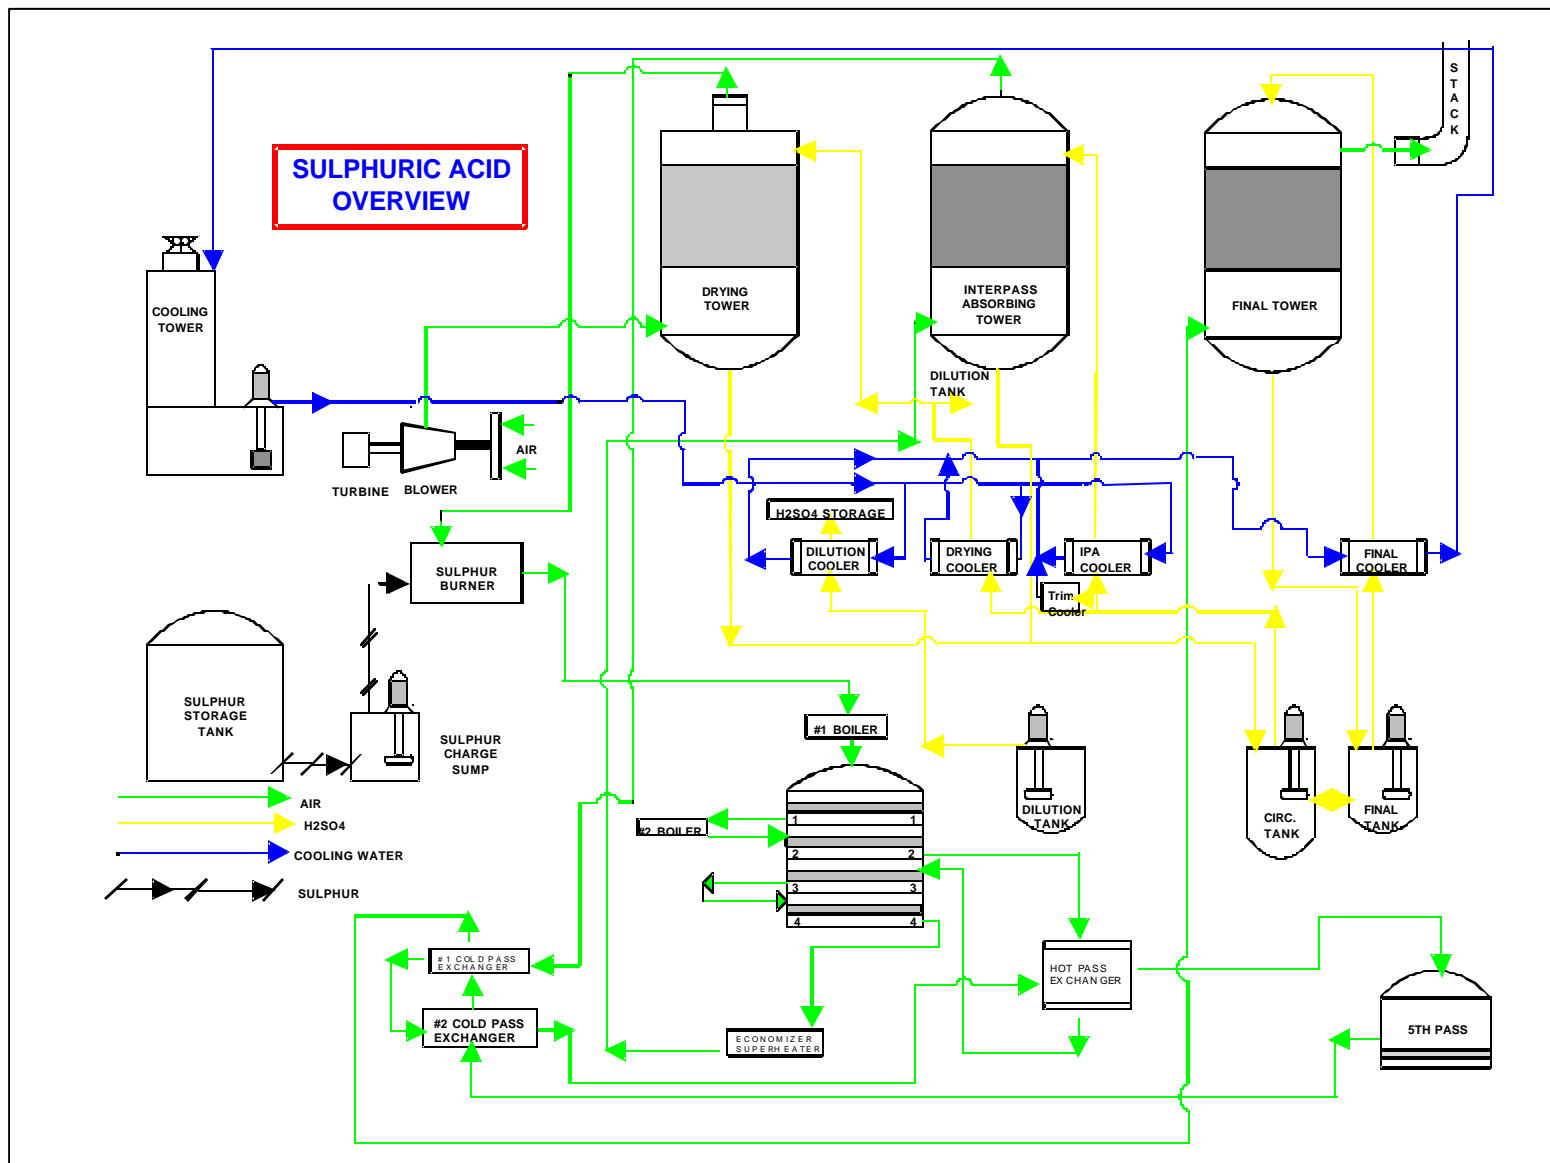 SULPHURIC ACID
OVERVIEW
S
T
A
C
K
COOLING
TOWER
DRYING
TOWER
INTERPASS
ABSORBING
TOWER
FINAL TOWER
DILUTION
TANK
AIR
TURBINE
BLOWER
H2SO4 STORAGE
DILUTION
COOLER
DRYING
COOLER
IPA
COOLER
FINAL
COOLER
Trim
Cooler
SULPHUR
BURNER
SULPHUR
STORAGE
TANK
SULPHUR
CHARGE
SUMP
#1 BOILER
#2 BOILER
1 1
2 2
3 3
4 4
DILUTION
TANK
CIRC.
TANK
FINAL
TANK
AIR
H2SO4
COOLING WATER
SULPHUR
#1 COLD PASS
EXCHANGER
#2 COLD PASS
EXCHANGER
ECONOMIZER
SUPERHEATER
HOT PASS
EXCHANGER
5TH PASS